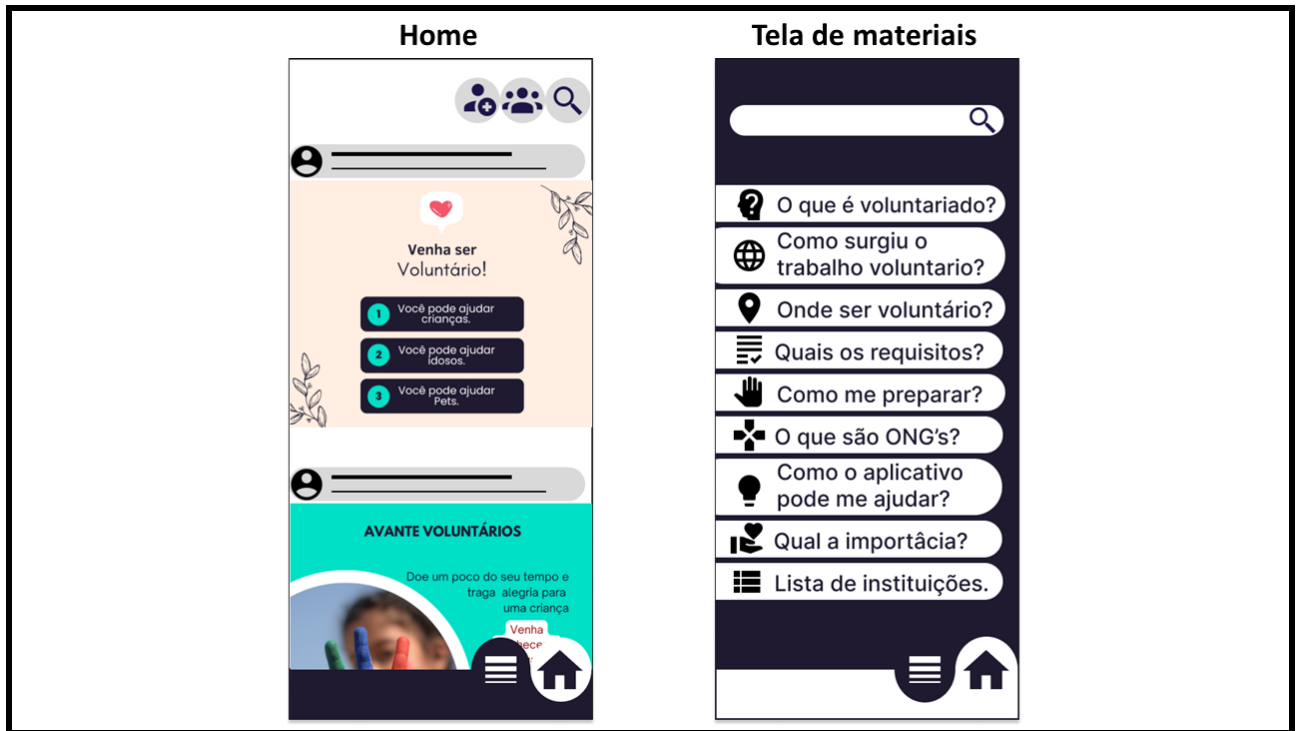 Home
Venha ser
Voluntário!
1 Você pode ajudar
crianças.
2 Você pode ajudar
idosos.
3 Você pode ajudar
Pets.
AVANTE VOLUNTÁRIOS
Doe um poco do seu tempo e
traga alegria para
uma criança
Venha
Tela de materiais
O que é voluntariado?
Como surgiu o
trabalho voluntario?
Onde ser voluntário?
Quais os requisitos?
Como me preparar?
O que são ONG's?
Como o aplicativo
pode me ajudar?
Qual a importâcia?
Lista de instituições.